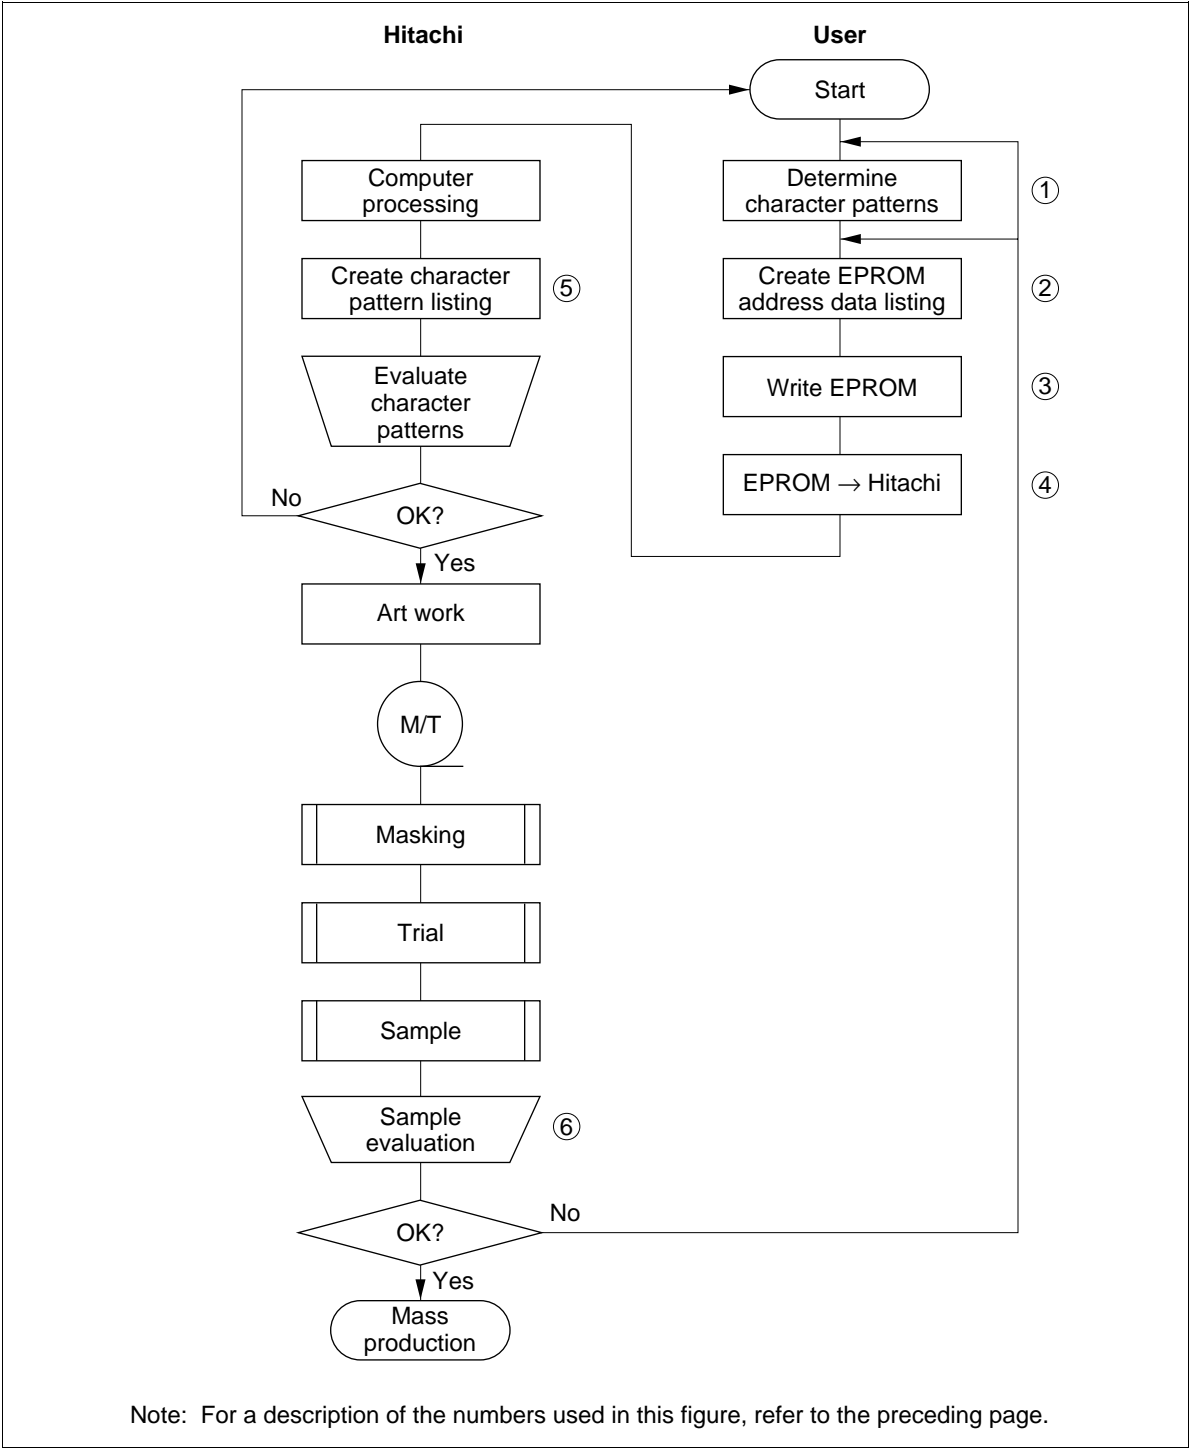 Hitachi
User
Start
Determine
character patterns
①
Create EPROM
address data listing
②
Write EPROM
③
EPROM → Hitachi
④
Computer
processing
Create character
pattern listing
⑤
Evaluate
character
patterns
OK?
No
Yes
Art work
M/T
Masking
Trial
Sample
Sample
evaluation
⑥
OK?
No
Yes
Mass
production
Note: For a description of the numbers used in this figure, refer to the preceding page.